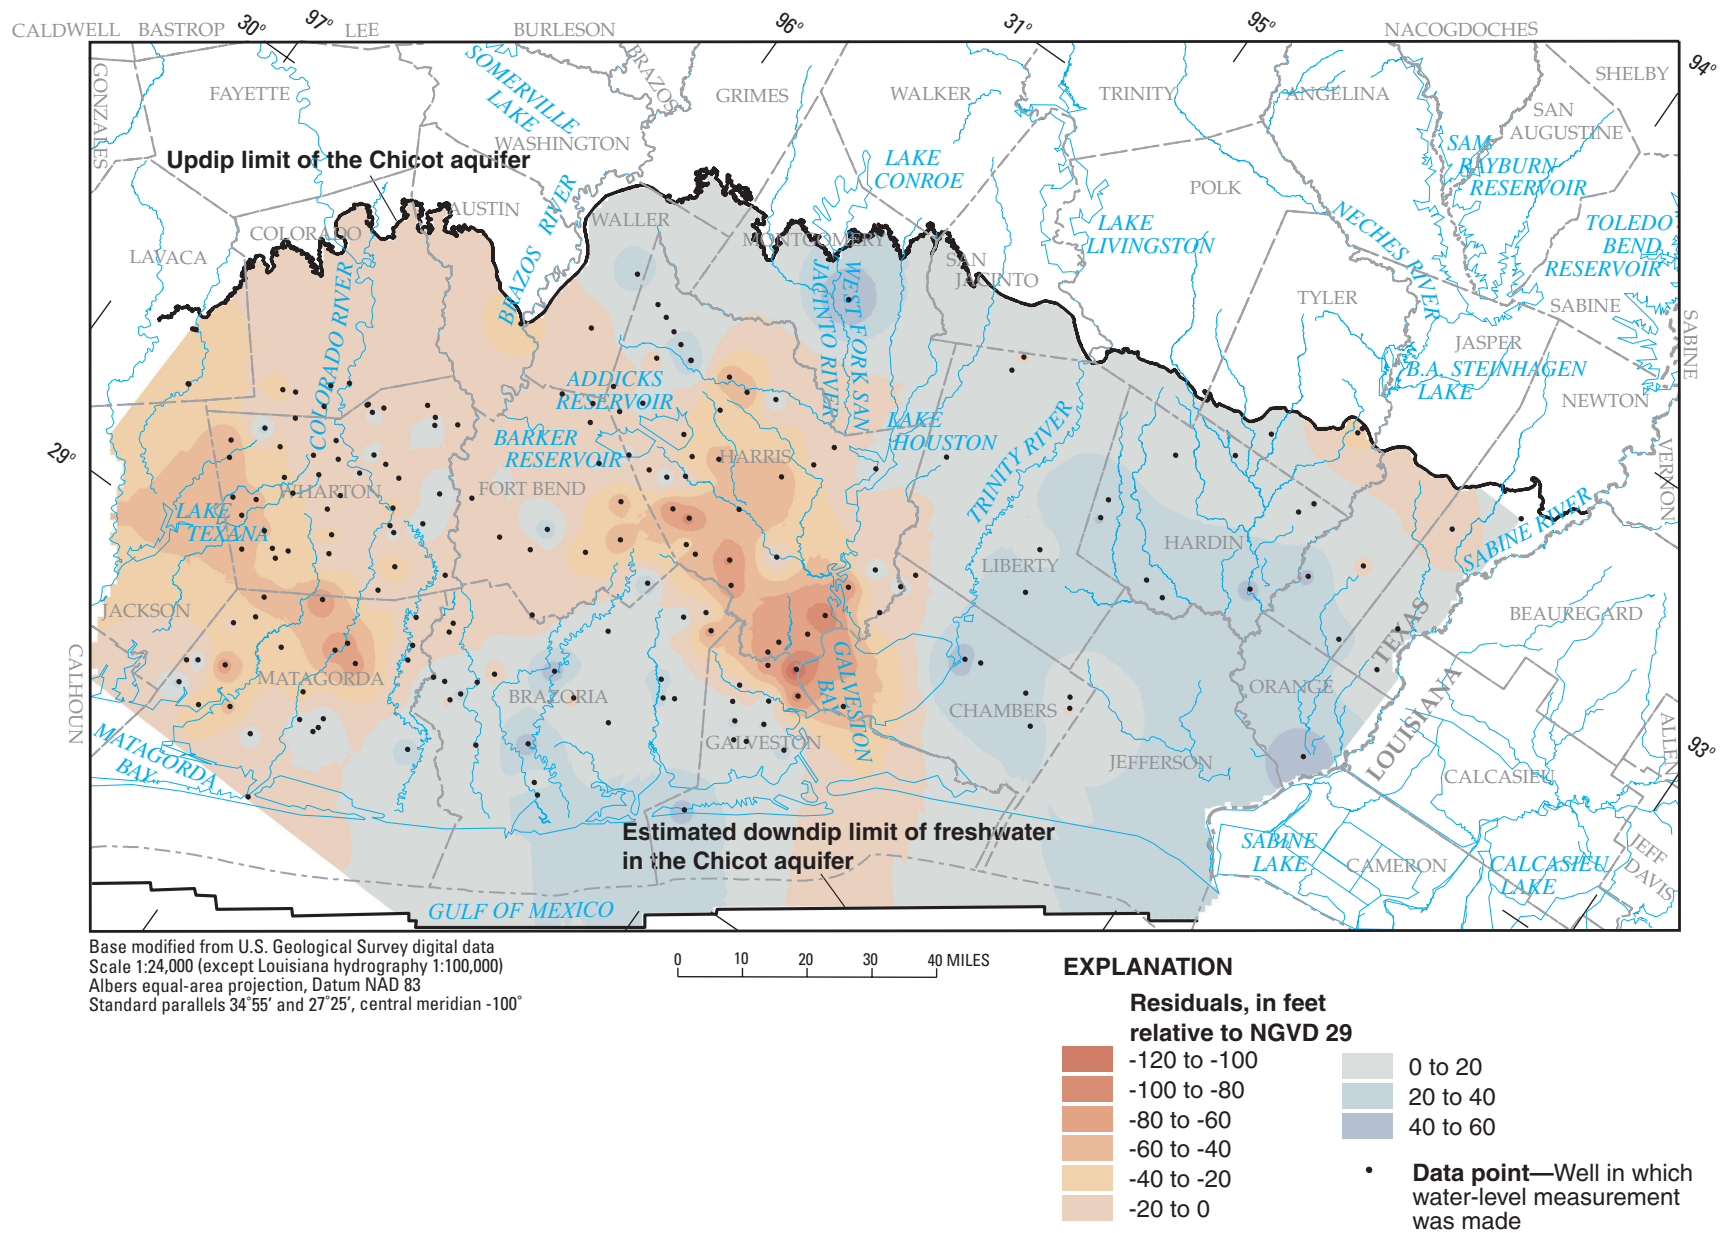 CALDWELL
BASTROP
30°
97°
LEE
BURLESON
96°
31°
95°
NACOGDOCHES
94°
GONZALES
FAYETTE
SOMERVILLE
LAKE
BRAZOS
GRIMES
WALKER
TRINITY
ANGELINA
SHELBY
SAN
AUGUSTINE
WASHINGTON
Updip limit of the Chicot aquifer
LAKE
CONROE
SAM
RAYBURN
RESERVOIR
POLK
AUSTIN
BRAZOS RIVER
WALLER
COLORADO
LAVACA
MONTGOMERY
SAN
JACINTO
LAKE
LIVINGSTON
NECHES RIVER
TOLEDO
BEND
RESERVOIR
TYLER
SABINE
SABINE
JASPER
COLORADO RIVER
WEST FORK SAN
JACINTO RIVER
B.A. STEINHAGEN
LAKE
NEWTON
ADDICKS
RESERVOIR
BARKER
RESERVOIR
LAKE
HOUSTON
TRINITY RIVER
29°
VERNON
HARRIS
WHARTON
FORT BEND
LAKE
TEXANA
SABINE RIVER
HARDIN
LIBERTY
JACKSON
BEAUREGARD
TEXAS
CALHOUN
MATAGORDA
BRAZORIA
GALVESTON
BAY
CHAMBERS
ORANGE
LOUISIANA
MATAGORDA
BAY
GALVESTON
JEFFERSON
CALCASIEU
ALLEN
93°
Estimated downdip limit of freshwater
in the Chicot aquifer
SABINE
LAKE
CAMERON
CALCASIEU
LAKE
JEFF
DAVIS
GULF OF MEXICO
Base modified from U.S. Geological Survey digital data
Scale 1:24,000 (except Louisiana hydrography 1:100,000)
Albers equal-area projection, Datum NAD 83
Standard parallels 34°55′ and 27°25′, central meridian -100°
0 10 20 30 40 MILES
EXPLANATION
Residuals, in feet
relative to NGVD 29
-120 to -100
-100 to -80
-80 to -60
-60 to -40
-40 to -20
-20 to 0
0 to 20
20 to 40
40 to 60
Data point—Well in which
water-level measurement
was made